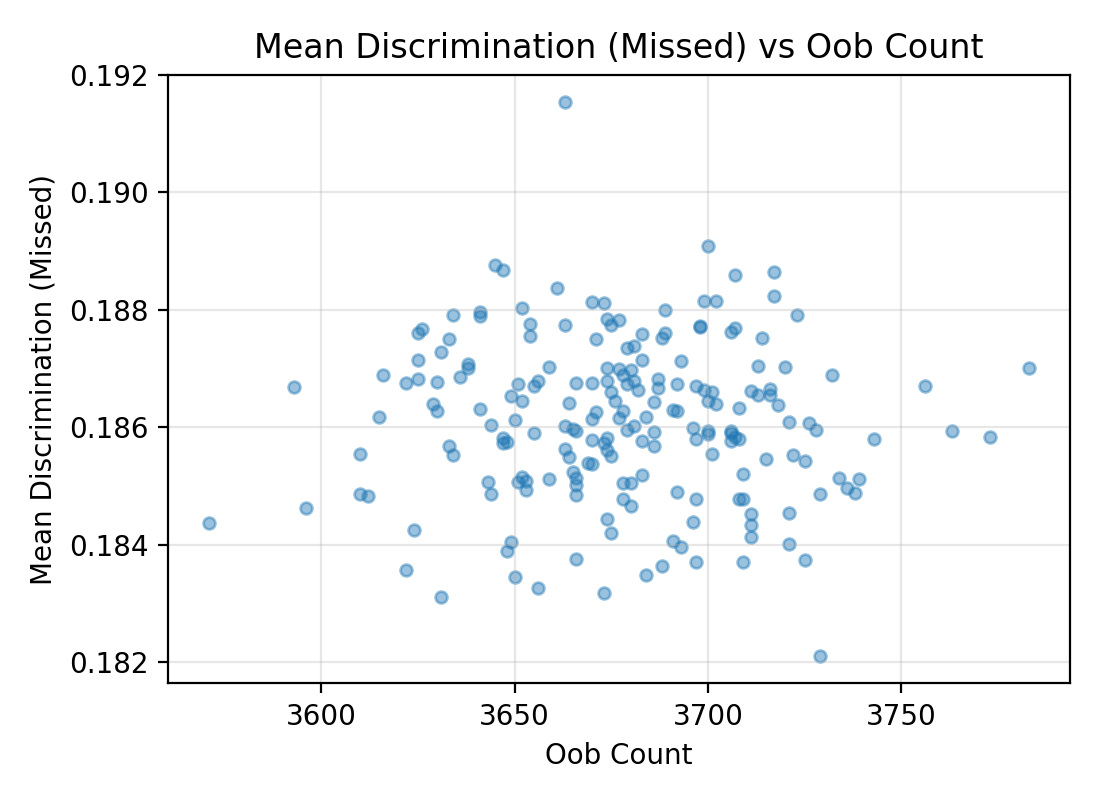 Mean Discrimination (Missed) vs Oob Count
0.192
0.190
0.188
0.186
0.184
0.182
Mean Discrimination (Missed)
3600 3650 3700 3750
Oob Count